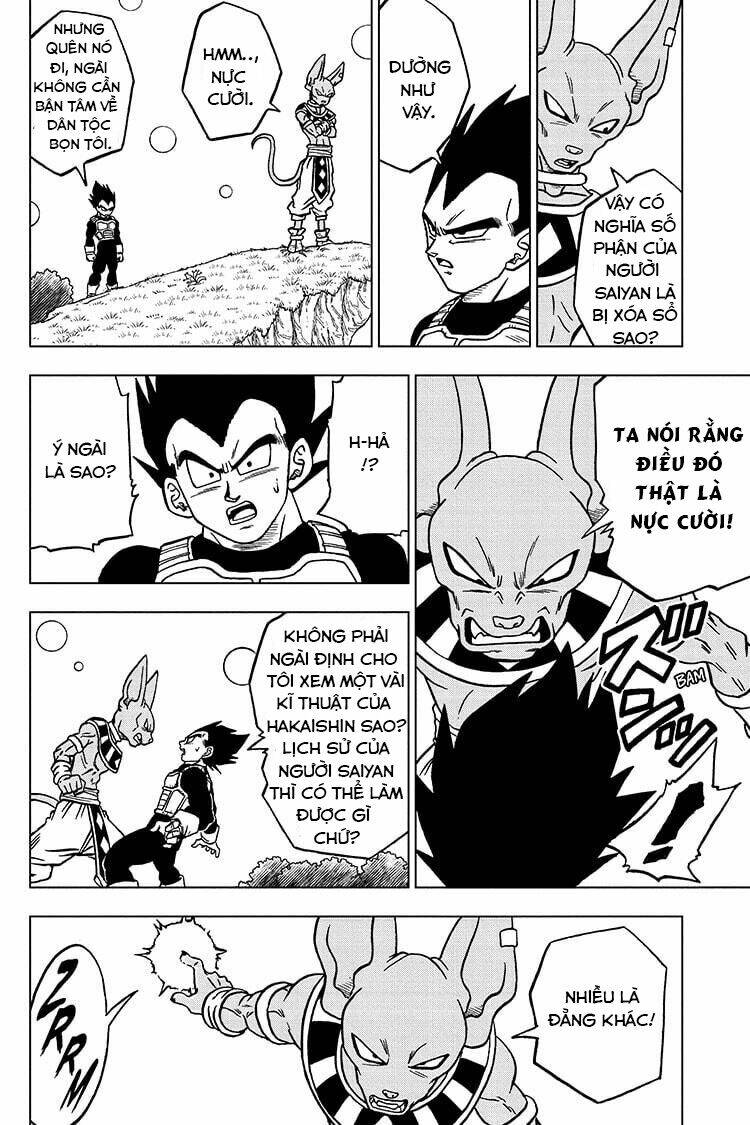 VẬY CÓ
NGHĨA SỐ
PHẬN CỦA
NGƯỜI
SAIYAN LÀ
BỊ XÓA SỔ
SAO?
DƯỜNG
NHƯ
VẬY.
HMM..,
NỰC
CƯỜI.
NHƯNG
QUÊN NÓ
ĐI, NGÀI
KHÔNG CẦN
BẬN TÂM VỀ
DÂN TỘC
BỌN TÔI.
TA NÓI RẰNG
ĐIỀU ĐÓ
THẬT LÀ
NỰC CƯỜI!
BAM
H-HẢ
!?
Ý NGÀI
LÀ SAO?
KHÔNG PHẢI
NGÀI ĐỊNH CHO
TÔI XEM MỘT VÀI
KĨ THUẬT CỦA
HAKAISHIN SAO?
LỊCH SỬ CỦA
NGƯỜI SAIYAN
THÌ CÓ THỂ LÀM
ĐƯỢC GÌ
CHỨ?
NHIỀU LÀ
ĐẰNG KHÁC!
ZRRM